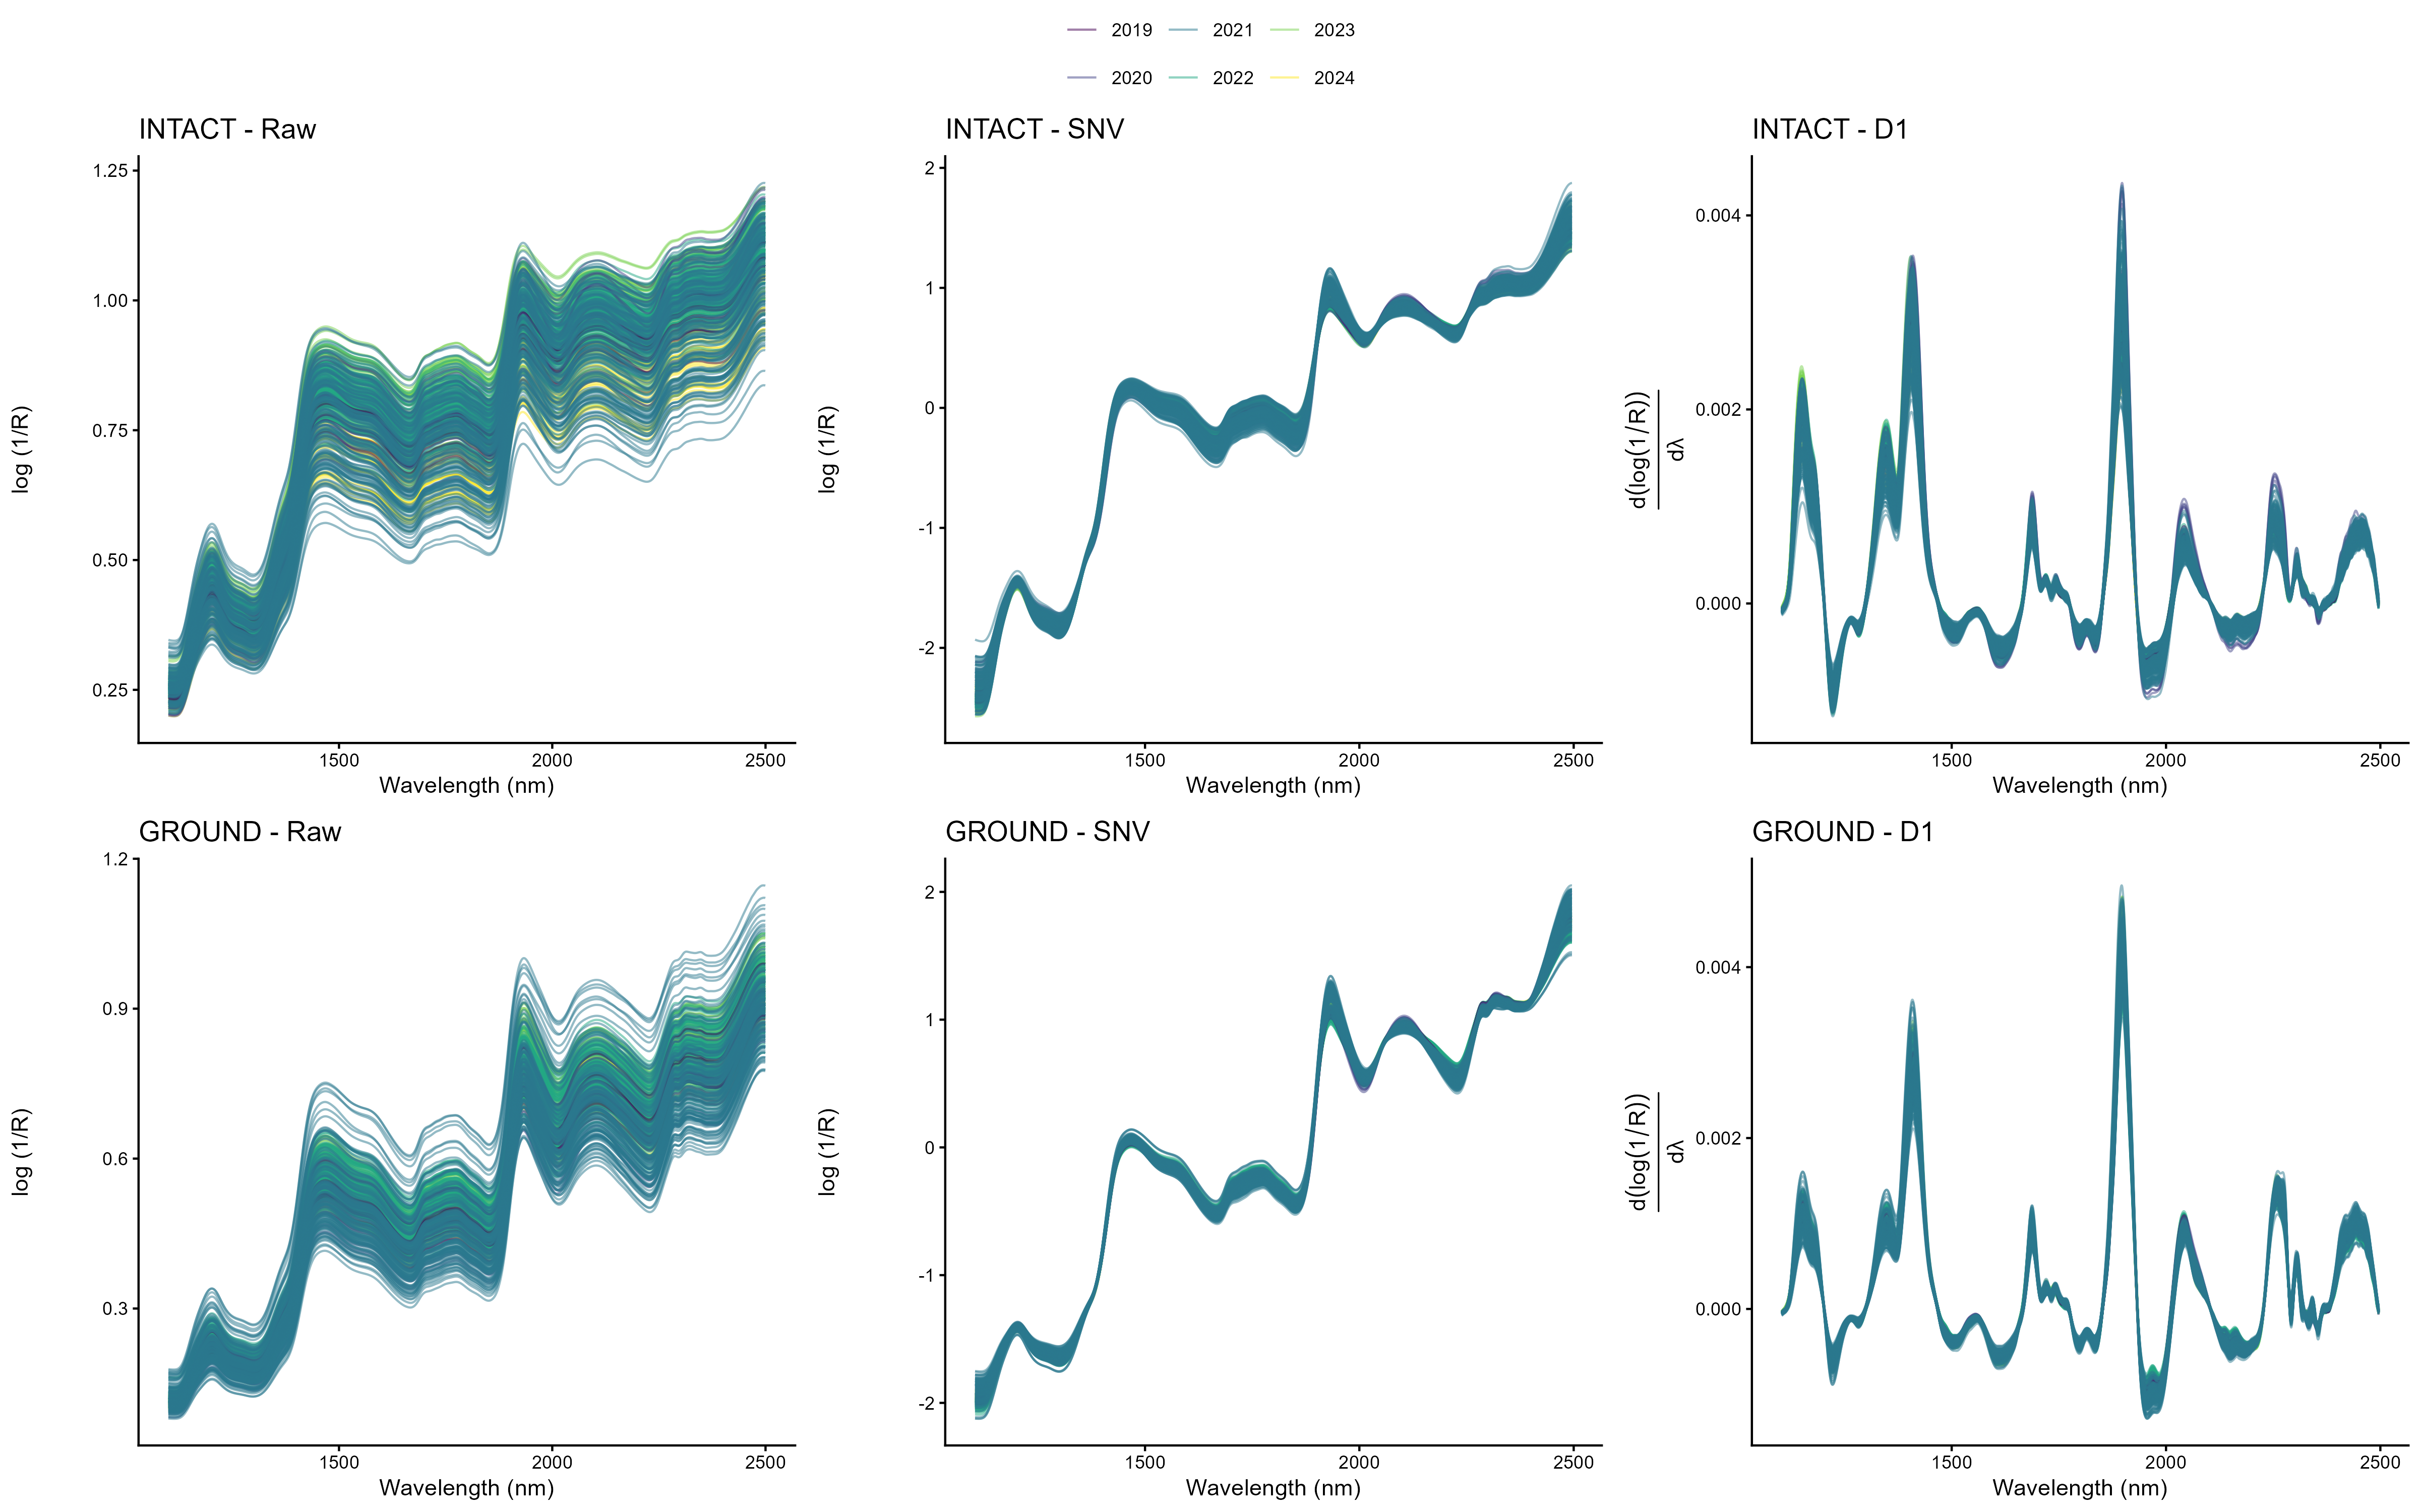 2019 2021 2023
2020 2022 2024
INTACT - Raw
1.25
1.00
0.75
0.50
0.25
log (1/R)
1500 2000 2500
Wavelength (nm)
INTACT - SNV
2
1
0
-1
-2
log (1/R)
1500 2000 2500
Wavelength (nm)
INTACT - D1
0.004
0.002
0.000
d(log(1/R))
dλ
1500 2000 2500
Wavelength (nm)
GROUND - Raw
1.2
0.9
0.6
0.3
log (1/R)
1500 2000 2500
Wavelength (nm)
GROUND - SNV
2
1
0
-1
-2
log (1/R)
1500 2000 2500
Wavelength (nm)
GROUND - D1
0.004
0.002
0.000
d(log(1/R))
dλ
1500 2000 2500
Wavelength (nm)